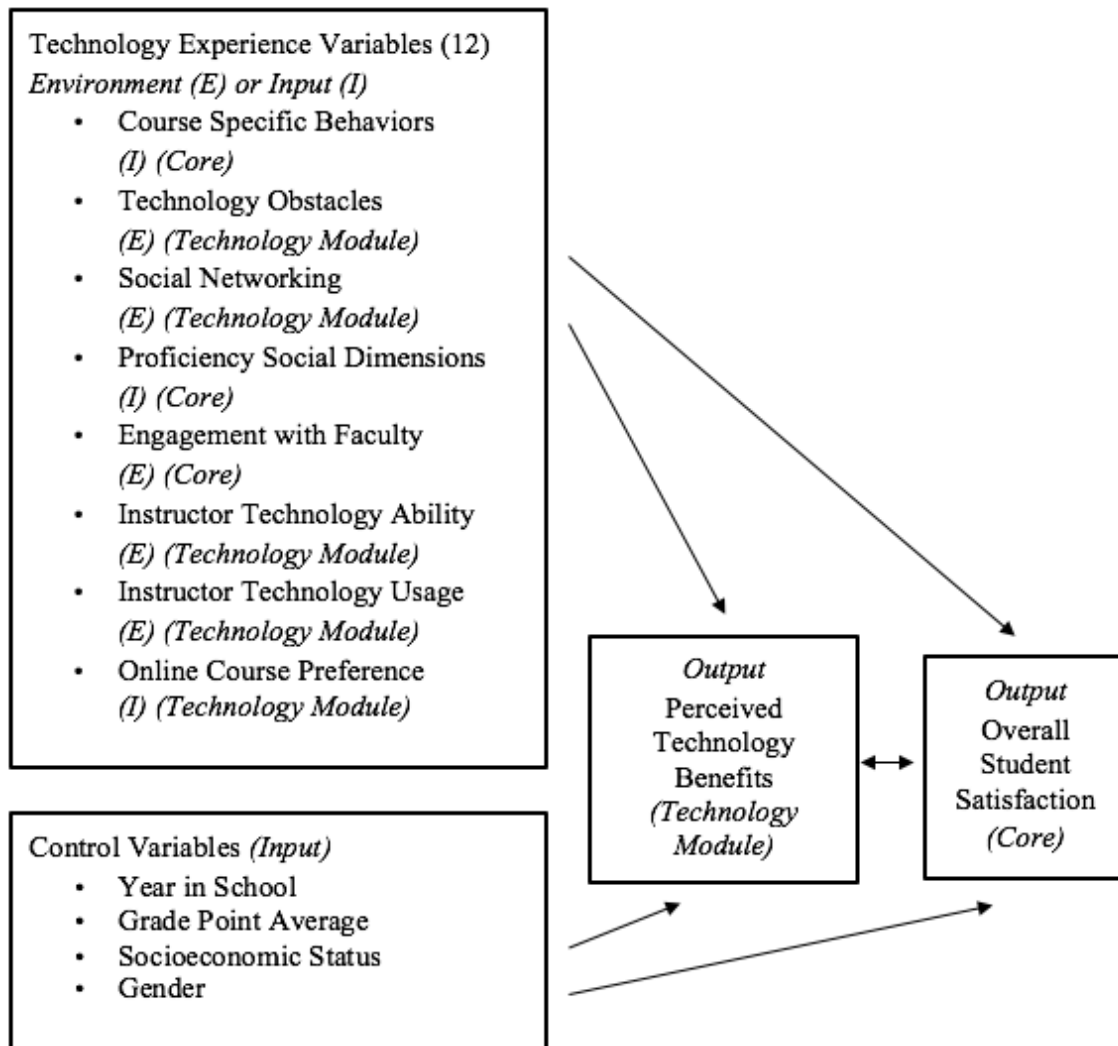 Technology Experience Variables (12)
Environment (E) or Input (I)
• Course Specific Behaviors
(I) (Core)
• Technology Obstacles
(E) (Technology Module)
• Social Networking
(E) (Technology Module)
• Proficiency Social Dimensions
(I) (Core)
• Engagement with Faculty
(E) (Core)
• Instructor Technology Ability
(E) (Technology Module)
• Instructor Technology Usage
(E) (Technology Module)
• Online Course Preference
(I) (Technology Module)
Output
Perceived
Technology
Benefits
(Technology
Module)
Output
Overall
Student
Satisfaction
(Core)
Control Variables (Input)
• Year in School
• Grade Point Average
• Socioeconomic Status
• Gender